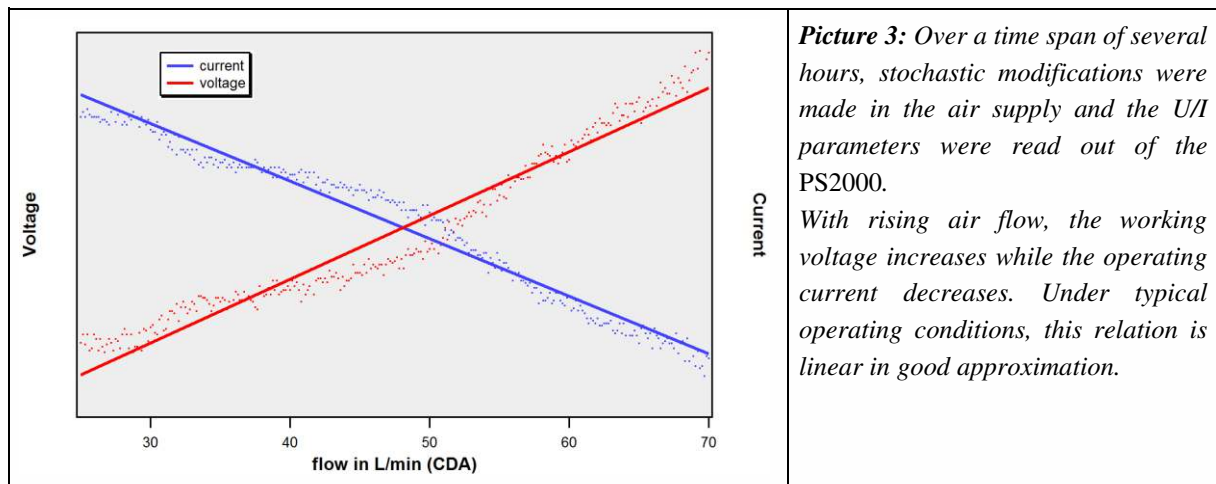 current
voltage
Voltage
Current
30 40 50 60 70
flow in L/min (CDA)
Picture 3: Over a time span of several
hours, stochastic modifications were
made in the air supply and the U/I
parameters were read out of the
PS2000.
With rising air flow, the working
voltage increases while the operating
current decreases. Under typical
operating conditions, this relation is
linear in good approximation.